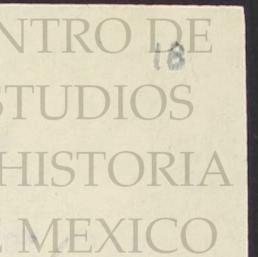 NTRO DE
18
STUDIOS
HISTORIA
E MEXICO